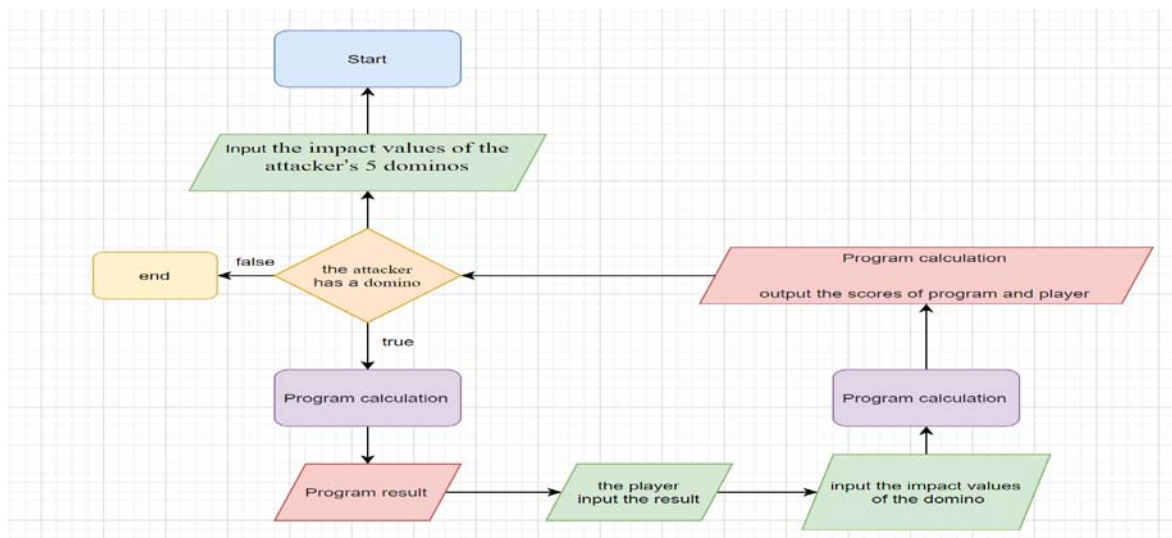 Start
Input the impact values of the
attacker's 5 dominos
false
end
the attacker
has a domino
Program calculation
output the scores of program and player
true
Program calculation
Program calculation
Program result
the player
input the result
input the impact values
of the domino